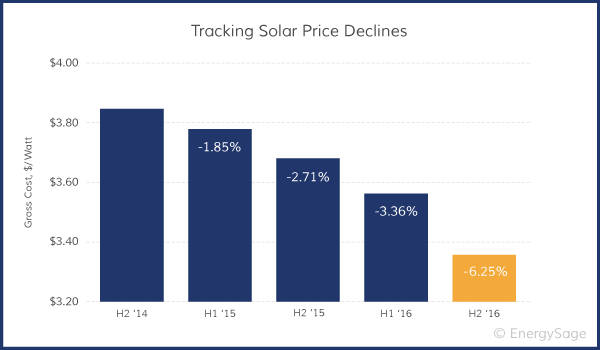 Tracking Solar Price Declines
Gross Cost, $/Watt
$4.00
$3.80
$3.60
$3.40
$3.20
-1.85%
-2.71%
-3.36%
-6.25%
H2 ‘14
H1 ‘15
H2 ‘15
H1 ‘16
H2 ‘16
© EnergySage